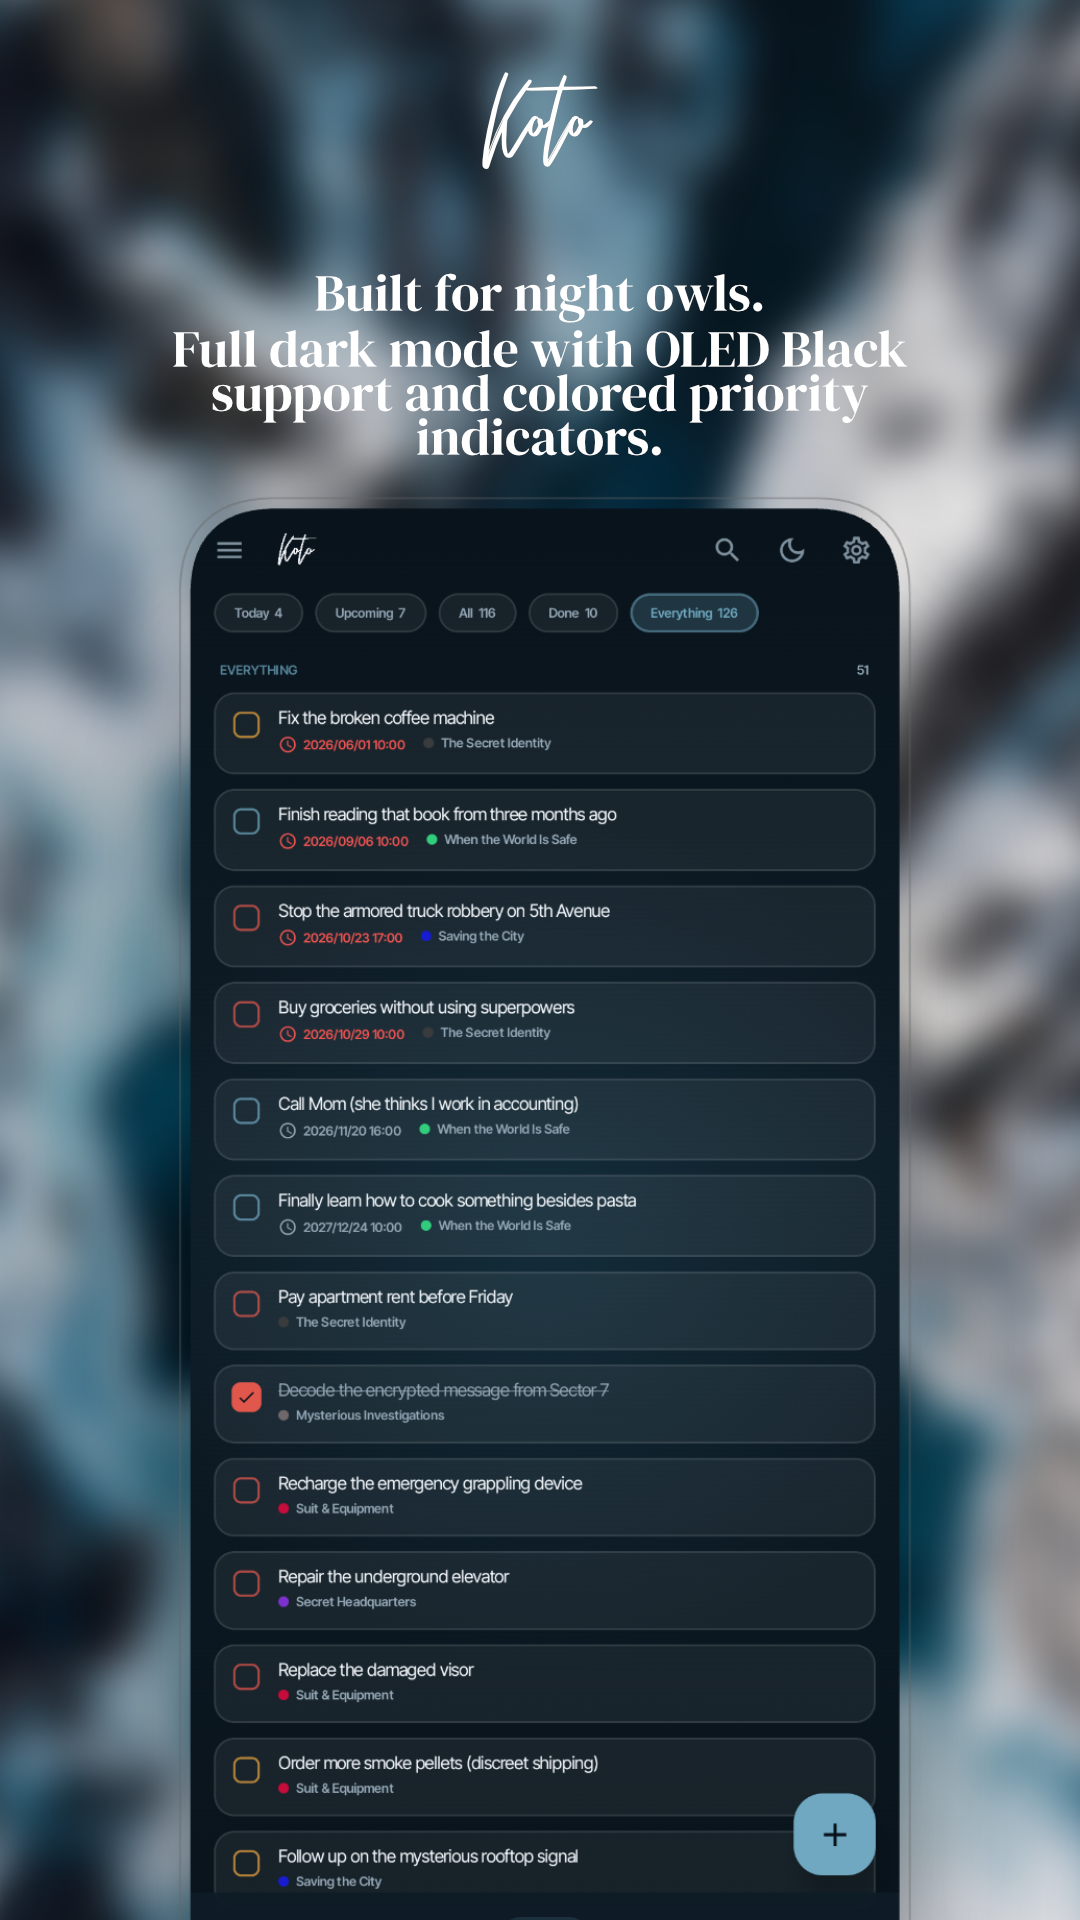 Koto
Built for night owls.
Full dark mode with OLED Black
support and colored priority
indicators.
Koto
Today 4 Upcoming 7 All 116 Done 10 Everything 126
EVERYTHING 51
Fix the broken coffee machine
2026/06/01 10:00 The Secret Identity
Finish reading that book from three months ago
2026/09/06 10:00 When the World Is Safe
Stop the armored truck robbery on 5th Avenue
2026/10/23 17:00 Saving the City
Buy groceries without using superpowers
2026/10/29 10:00 The Secret Identity
Call Mom (she thinks I work in accounting)
2026/11/20 16:00 When the World Is Safe
Finally learn how to cook something besides pasta
2027/12/24 10:00 When the World Is Safe
Pay apartment rent before Friday
The Secret Identity
Decode the encrypted message from Sector 7
Mysterious Investigations
Recharge the emergency grappling device
Suit & Equipment
Repair the underground elevator
Secret Headquarters
Replace the damaged visor
Suit & Equipment
Order more smoke pellets (discreet shipping)
Suit & Equipment
Follow up on the mysterious rooftop signal
Saving the City